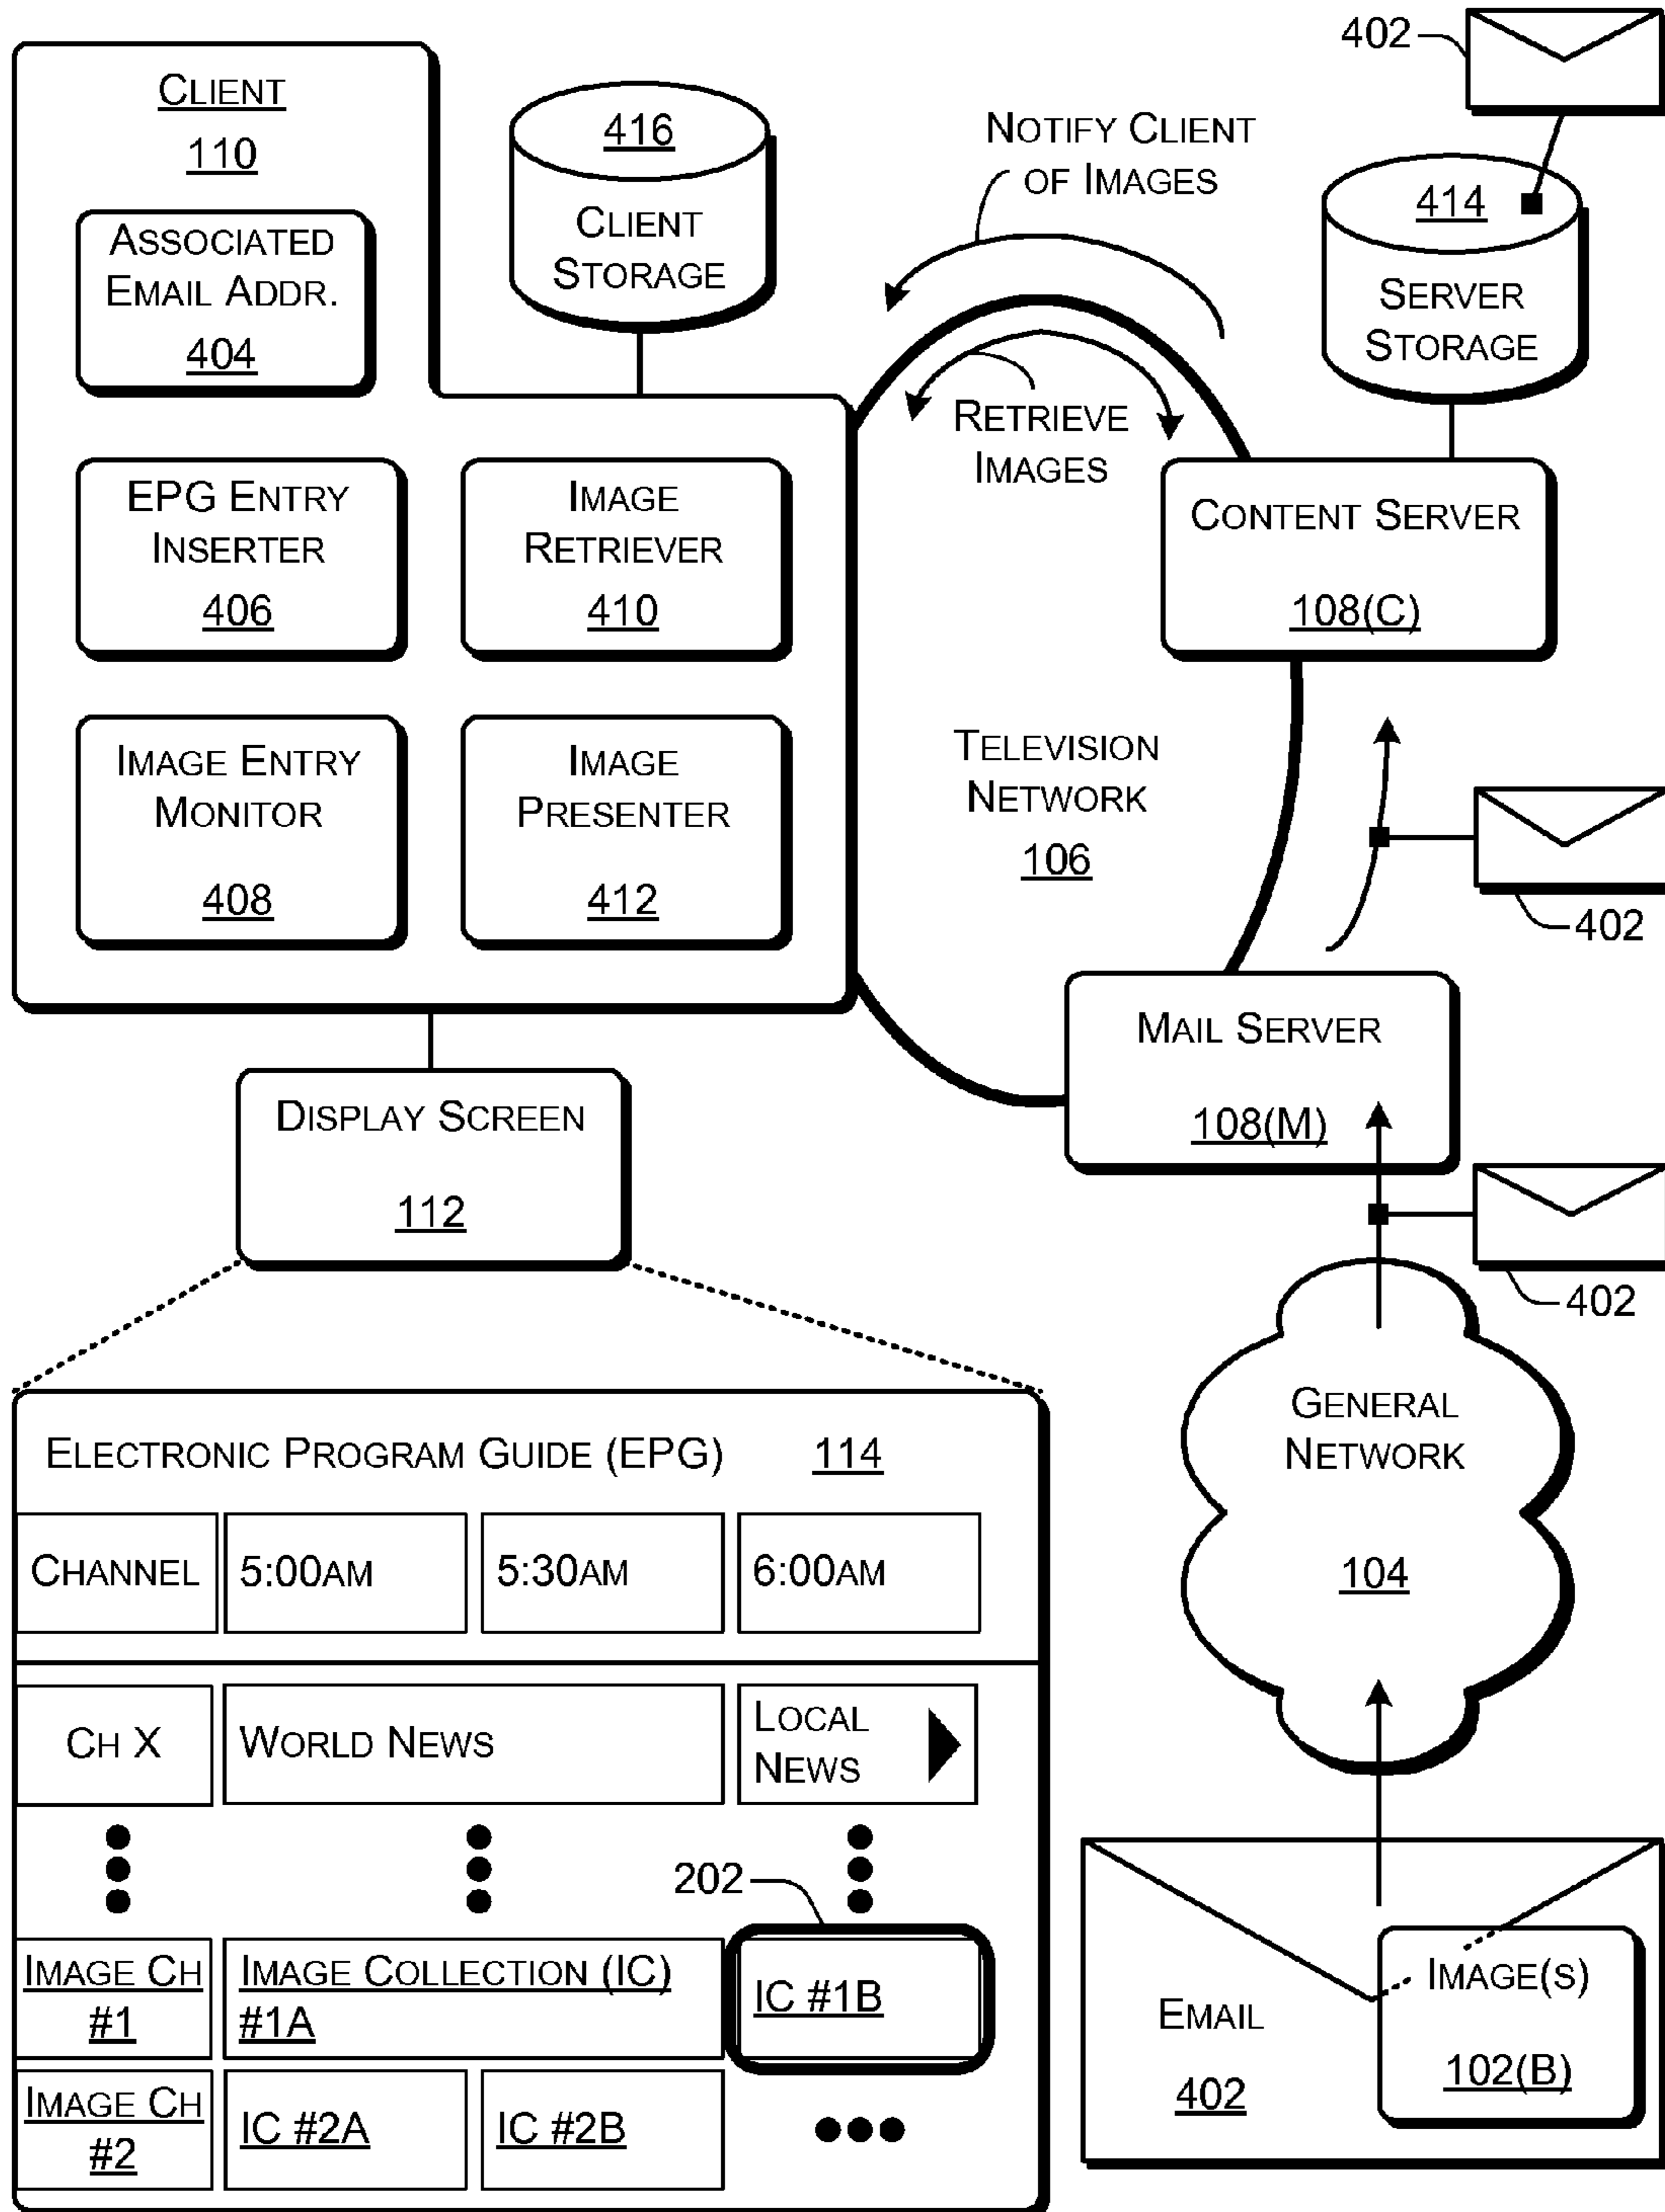 CLIENT
110
ASSOCIATED
EMAIL ADDR.
404
EPG ENTRY
INSERTER
406
IMAGE
RETRIEVER
410
IMAGE ENTRY
MONITOR
408
IMAGE
PRESENTER
412
416
CLIENT
STORAGE
NOTIFY CLIENT
OF IMAGES
RETRIEVE
IMAGES
402
414
SERVER
STORAGE
CONTENT SERVER
108(C)
TELEVISION
NETWORK
106
402
MAIL SERVER
108(M)
402
DISPLAY SCREEN
112
GENERAL
NETWORK
104
ELECTRONIC PROGRAM GUIDE (EPG) 114
CHANNEL 5:00AM 5:30AM 6:00AM
CH X WORLD NEWS LOCAL
NEWS
202
IMAGE CH
#1
IMAGE COLLECTION (IC)
#1A
IC #1B
IMAGE CH
#2
IC #2A IC #2B
EMAIL
402
IMAGE(S)
102(B)